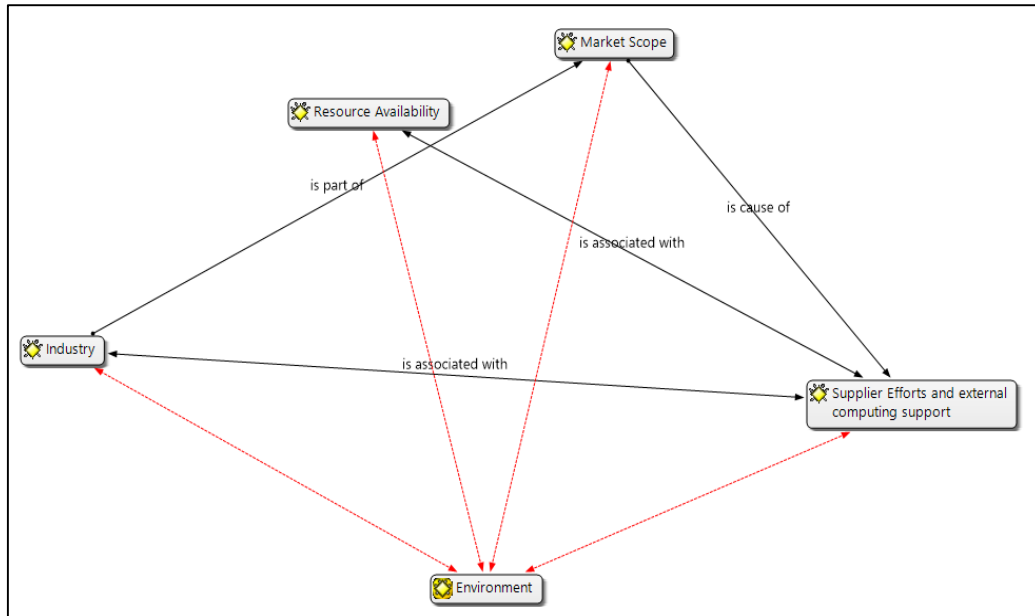 Market Scope
Resource Availability
is part of
is cause of
is associated with
Industry
is associated with
Supplier Efforts and external
computing support
Environment